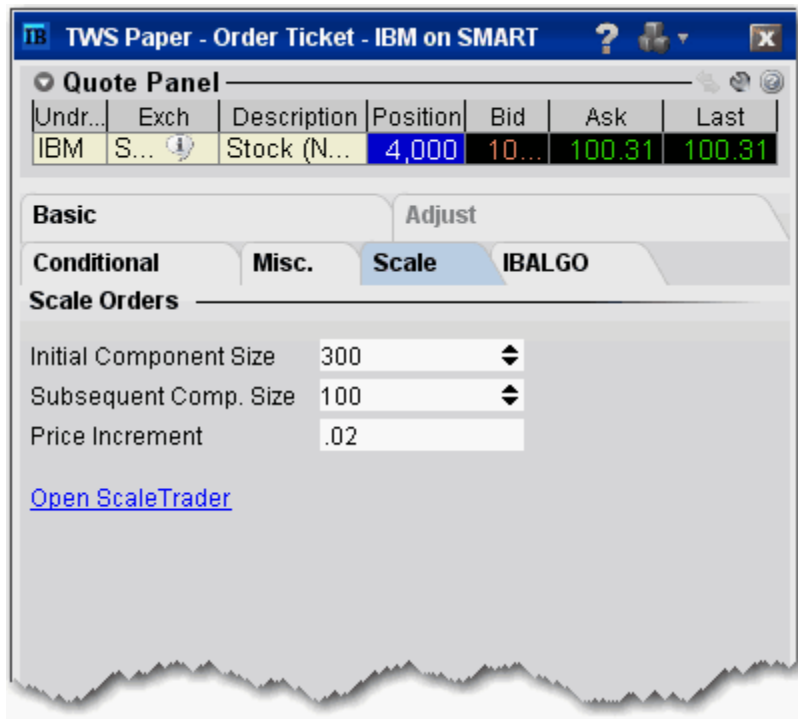 IB TWS Paper - Order Ticket - IBM on SMART ?
Quote Panel
Undr... Exch Description Position Bid Ask Last
IBM S... Stock (N... 4,000 10... 100.31 100.31
Basic Adjust
Conditional Misc. Scale IBALGO
Scale Orders
Initial Component Size 300
Subsequent Comp. Size 100
Price Increment .02
Open ScaleTrader